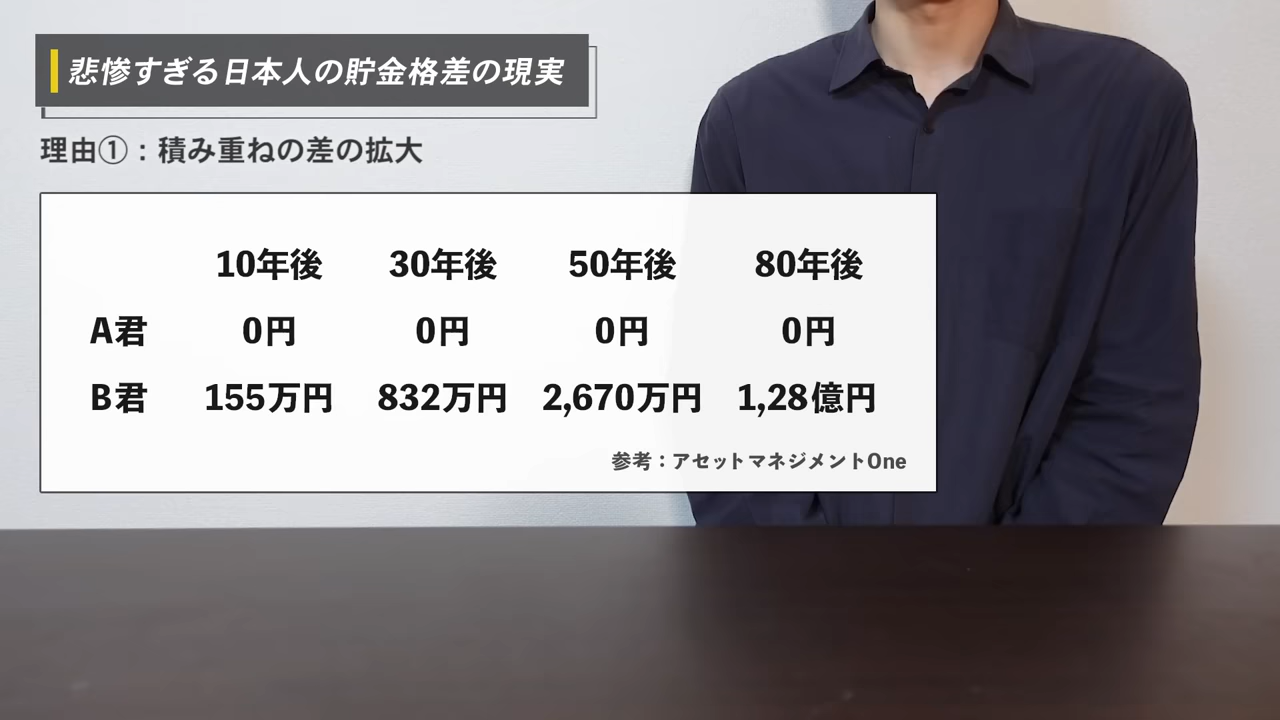 悲惨すぎる日本人の貯金格差の現実
理由①：積み重ねの差の拡大
10年後 30年後 50年後 80年後
A君 0円 0円 0円 0円
B君 155万円 832万円 2,670万円 1,28億円
参考：アセットマネジメントOne